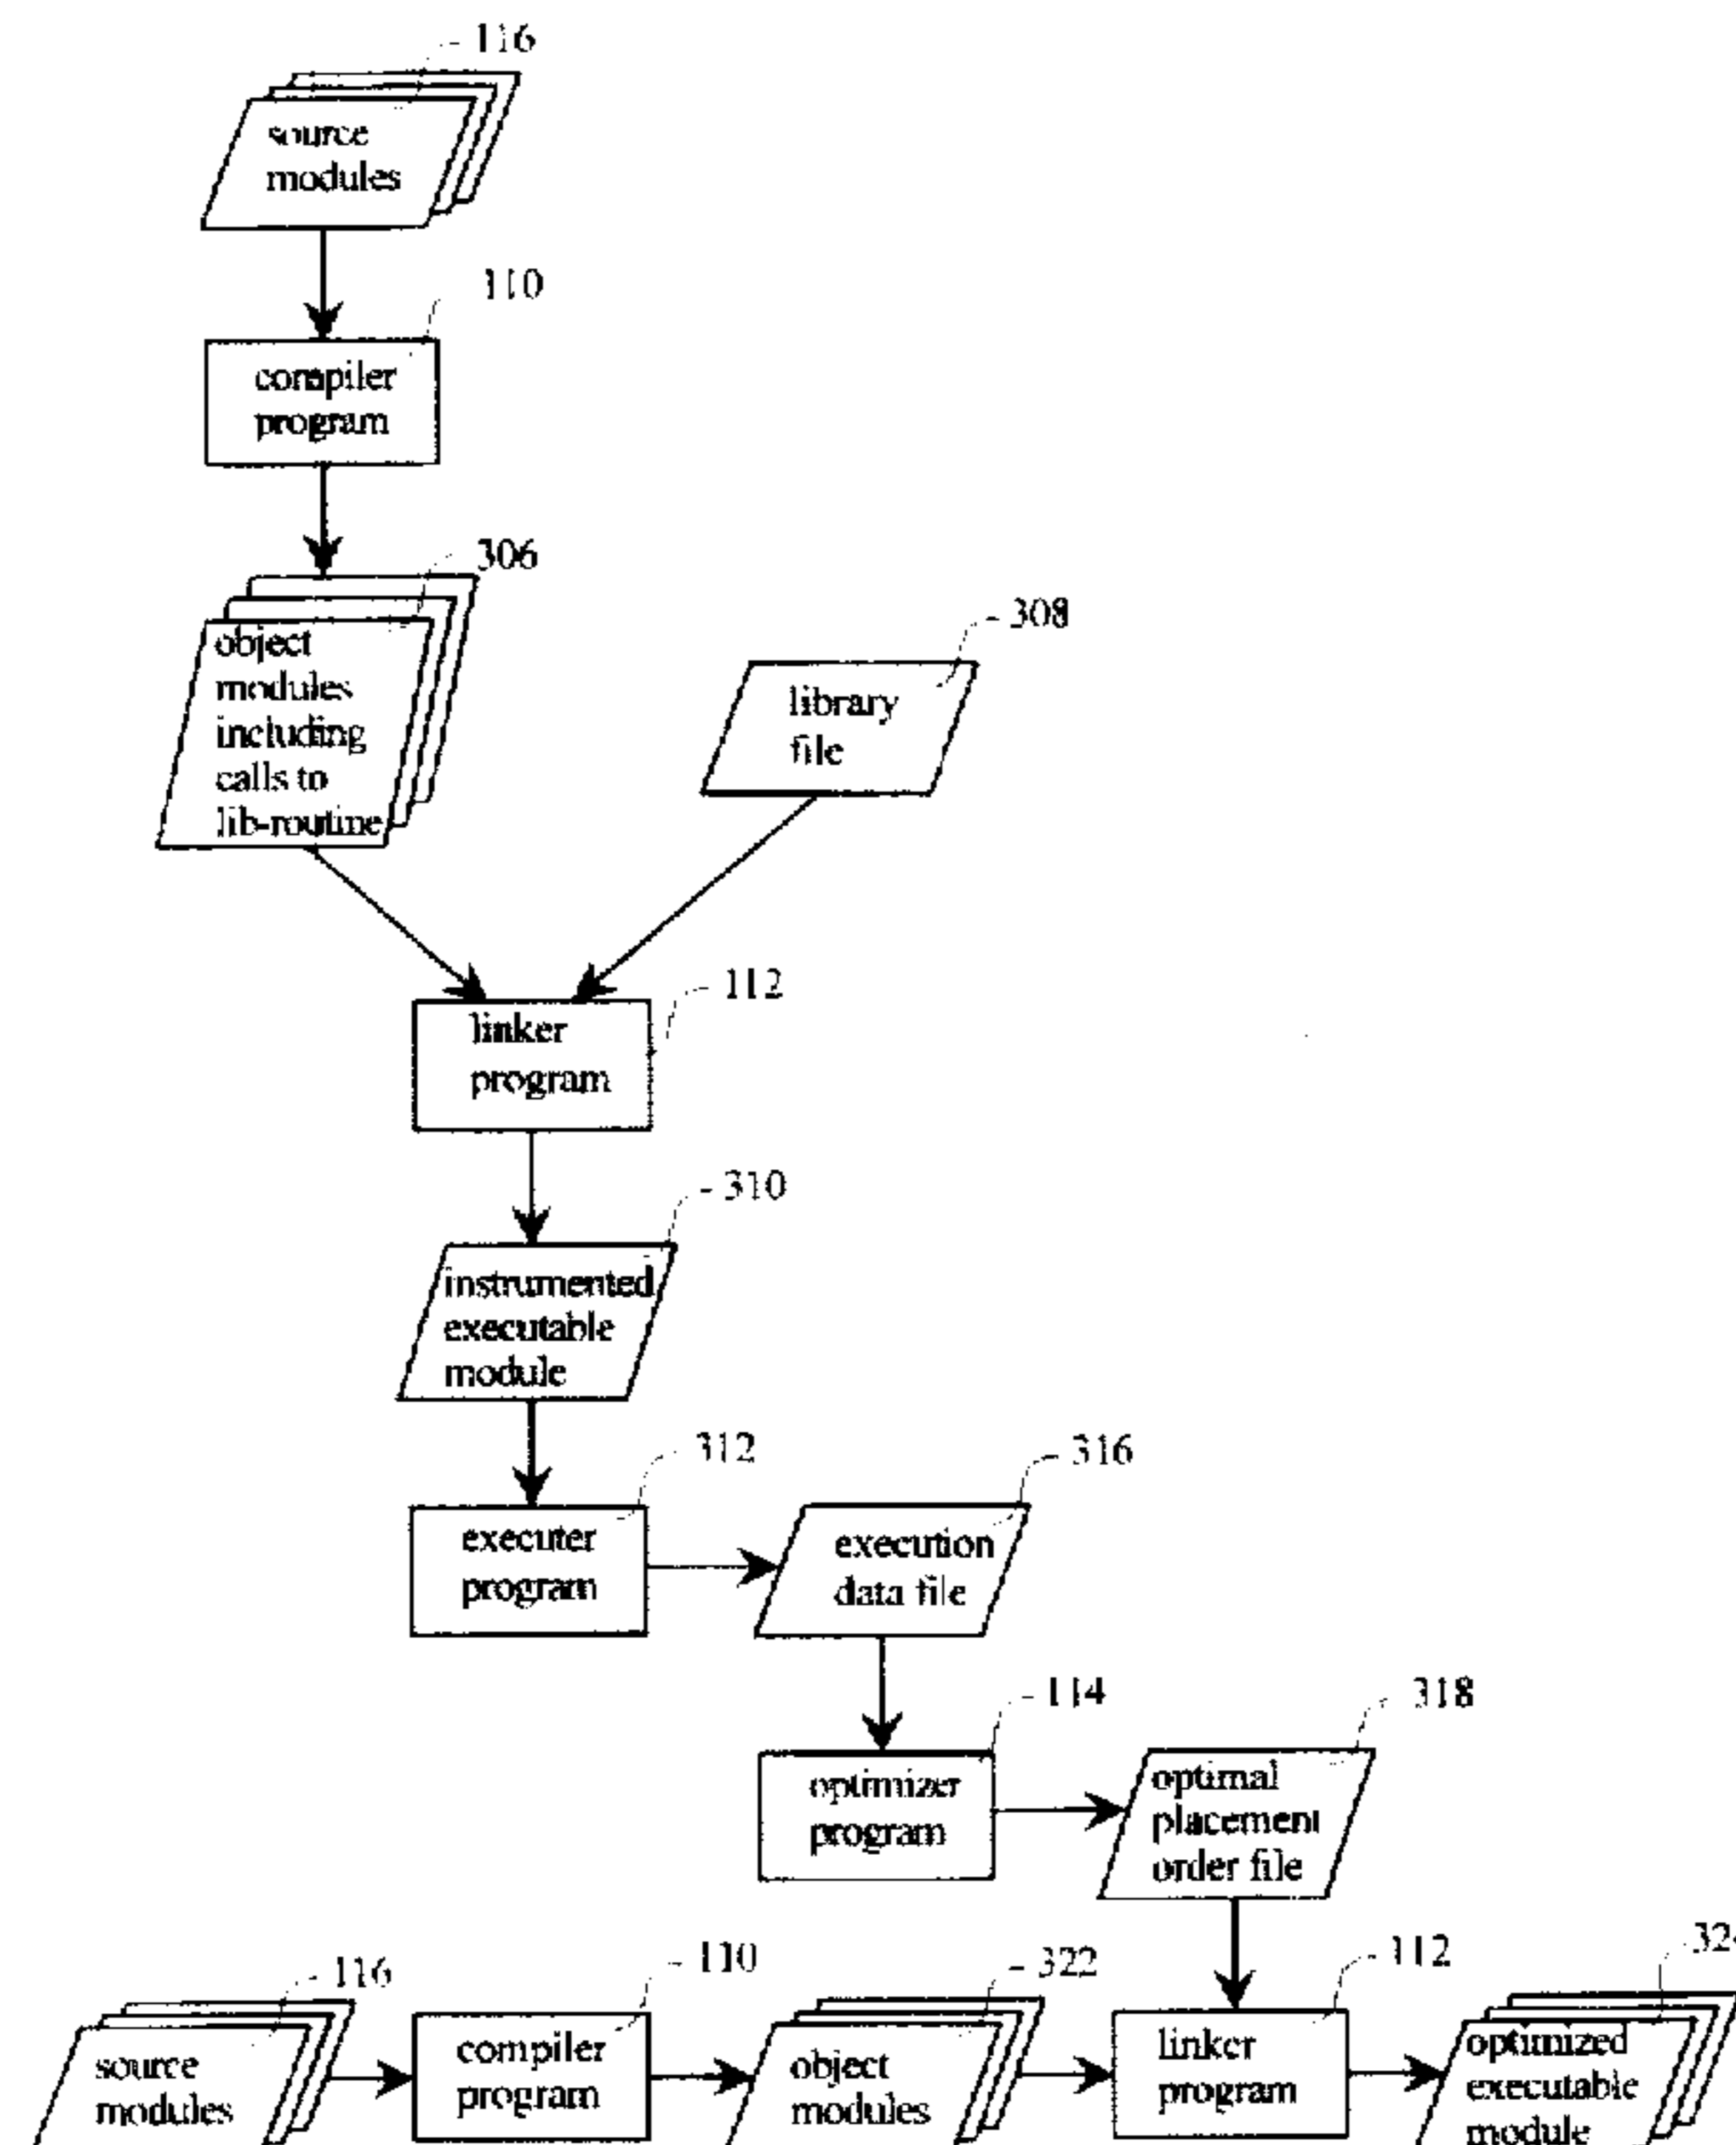 116
source
modules
110
compiler
program
306
object
modules
including
calls to
lib-routine
308
library
file
112
linker
program
310
instrumented
executable
module
312
executer
program
316
execution
data file
114
optimizer
program
318
optimal
placement
order file
116
source
modules
110
compiler
program
322
object
modules
112
linker
program
optimized
executable
module